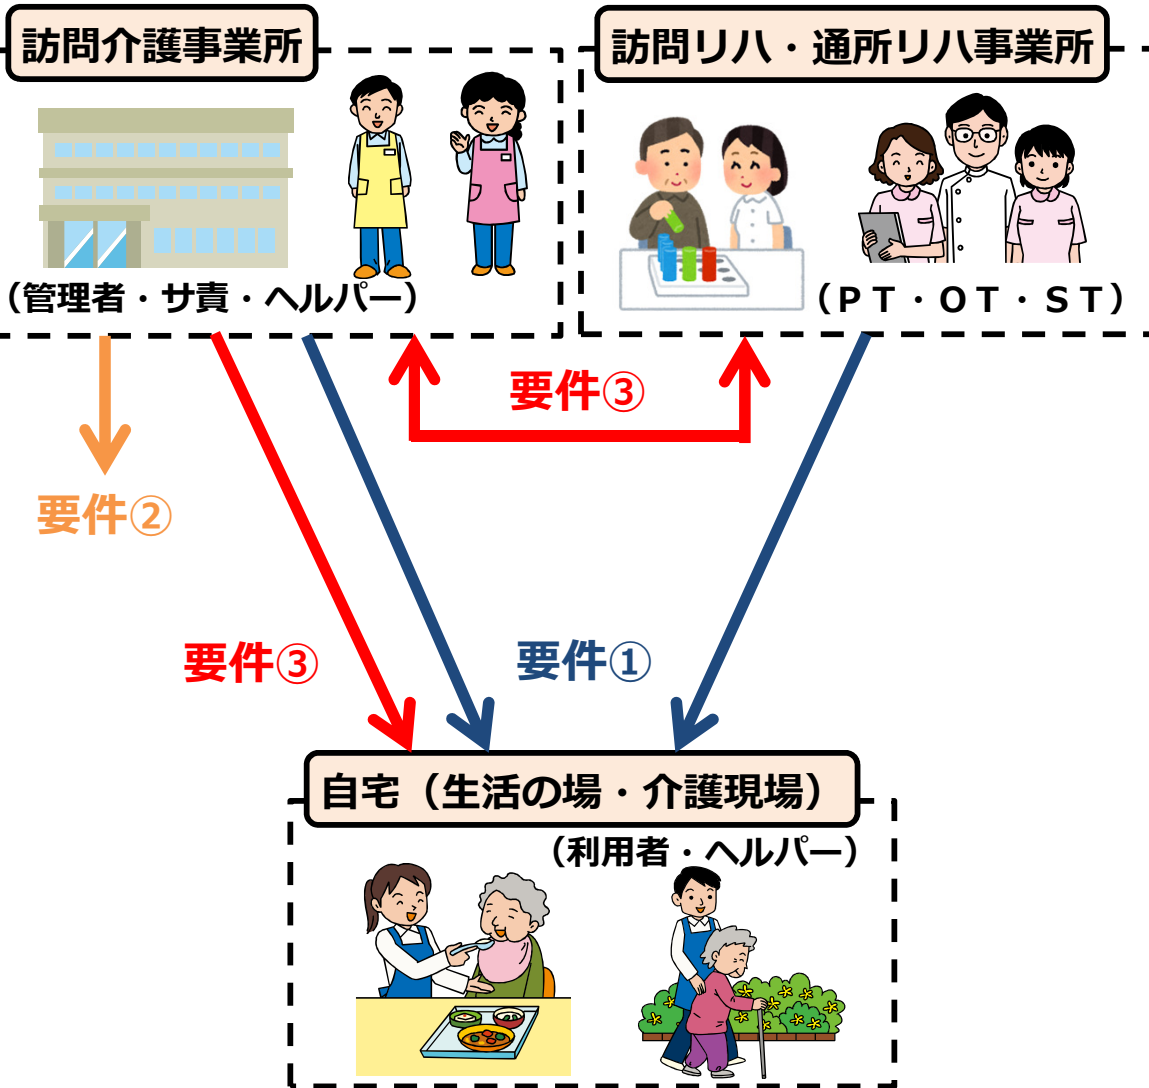 訪問介護事業所
訪問リハ・通所リハ事業所
（管理者・サ責・ヘルパー）
（ＰＴ・ＯＴ・ＳＴ）
要件③
要件②
要件③
要件①
自宅（生活の場・介護現場）
（利用者・ヘルパー）